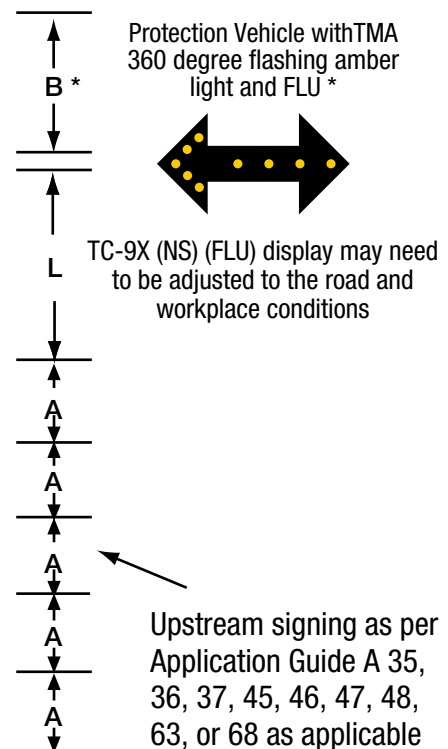 Protection Vehicle withTMA
360 degree flashing amber
light and FLU *
B *
L
TC-9X (NS) (FLU) display may need
to be adjusted to the road and
workplace conditions
A
A
A
A
A
Upstream signing as per
Application Guide A 35,
36, 37, 45, 46, 47, 48,
63, or 68 as applicable